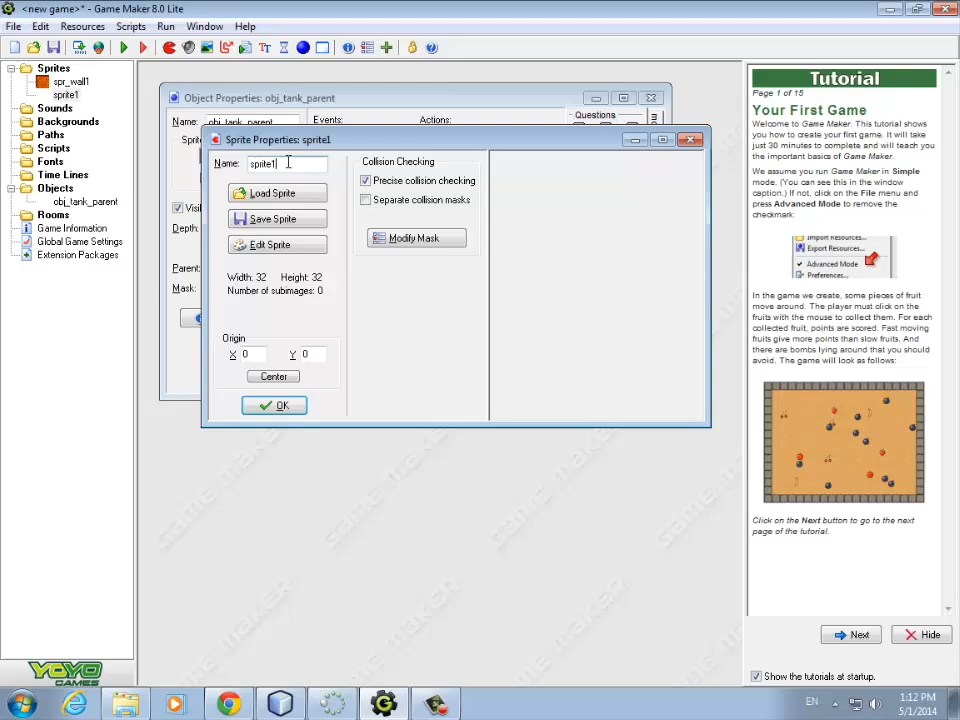 <new game>* - Game Maker 8.0 Lite
File Edit Resources Scripts Run Window Help
Sprites
spr_wall1
sprite1
Sounds
Backgrounds
Paths
Scripts
Fonts
Time Lines
Objects
obj_tank_parent
Rooms
Game Information
Global Game Settings
Extension Packages
YOYO
GAMES
Object Properties: obj_tank_parent
Name: obj_tank_parent Events: Actions:
Questions
Depth:
Parent:
Mask:
Sprite Properties: sprite1
Name: sprite1
Load Sprite
Save Sprite
Edit Sprite
Width: 32 Height: 32
Number of subimages: 0
Origin
X 0 Y 0
Center
OK
Collision Checking
Precise collision checking
Separate collision masks
Modify Mask
Tutorial
Page 1 of 15
Your First Game
Welcome to Game Maker. This tutorial shows
you how to create your first game. It will take
just 30 minutes to complete and will teach you
the important basics of Game Maker.
We assume you run Game Maker in Simple
mode. (You can see this in the window
caption.) If not, click on the File menu and
press Advanced Mode to remove the
checkmark:
Import Resources...
Export Resources...
Advanced Mode
Preferences...
In the game we create, some pieces of fruit
move around. The player must click on the
fruits with the mouse to collect them. For each
collected fruit, points are scored. Fast moving
fruits give more points than slow fruits. And
there are bombs lying around that you should
avoid. The game will look as follows:
Click on the Next button to go to the next
page of the tutorial.
Next Hide
Show the tutorials at startup.
EN
1:12 PM
5/1/2014